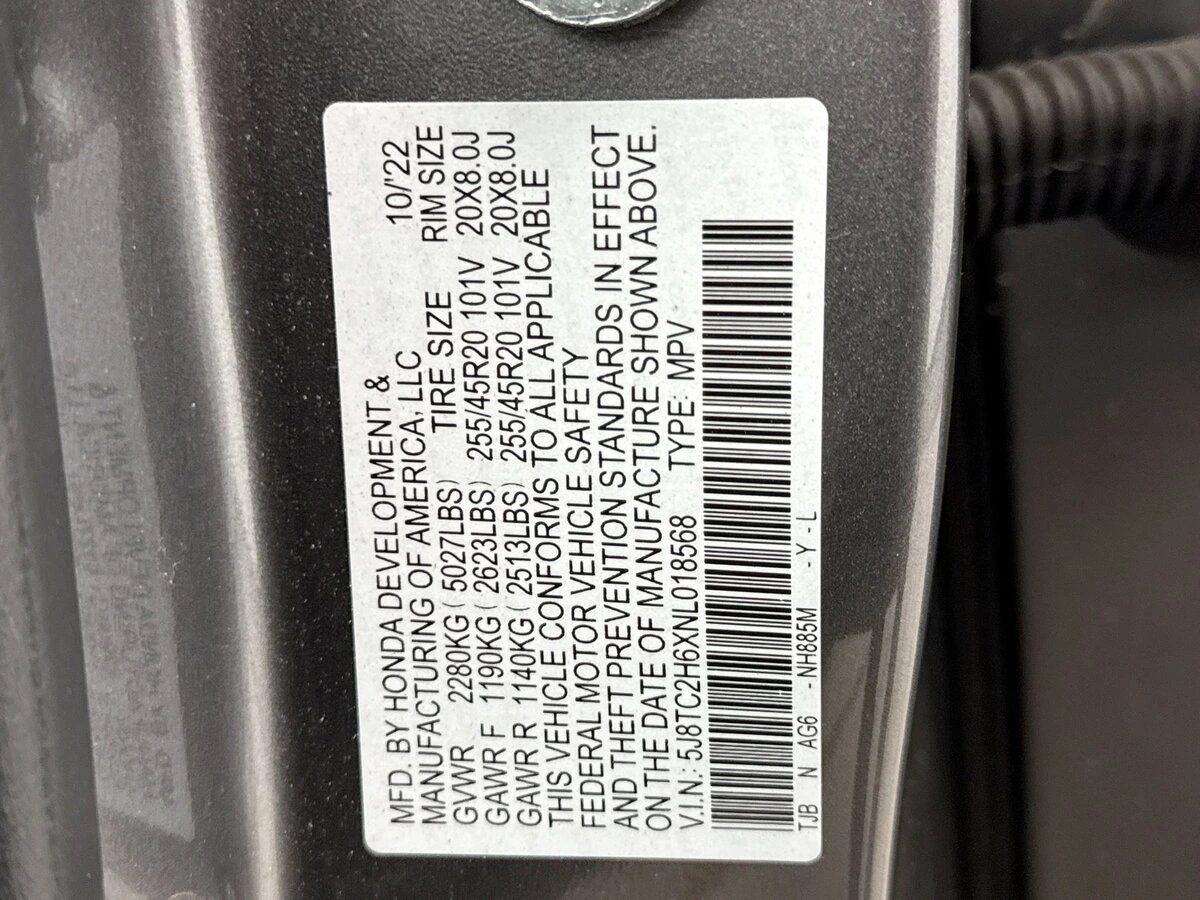 MFD. BY HONDA DEVELOPMENT & 10/'22
MANUFACTURING OF AMERICA, LLC
TIRE SIZE RIM SIZE
GVWR 2280KG ( 5027LBS)
GAWR F 1190KG ( 2623LBS) 255/45R20 101V 20X8.0J
GAWR R 1140KG ( 2513LBS) 255/45R20 101V 20X8.0J
THIS VEHICLE CONFORMS TO ALL APPLICABLE
FEDERAL MOTOR VEHICLE SAFETY
AND THEFT PREVENTION STANDARDS IN EFFECT
ON THE DATE OF MANUFACTURE SHOWN ABOVE.
V.I.N.: 5J8TC2H6XNL018568 TYPE: MPV
TJB N AG6 -NH885M -Y-L